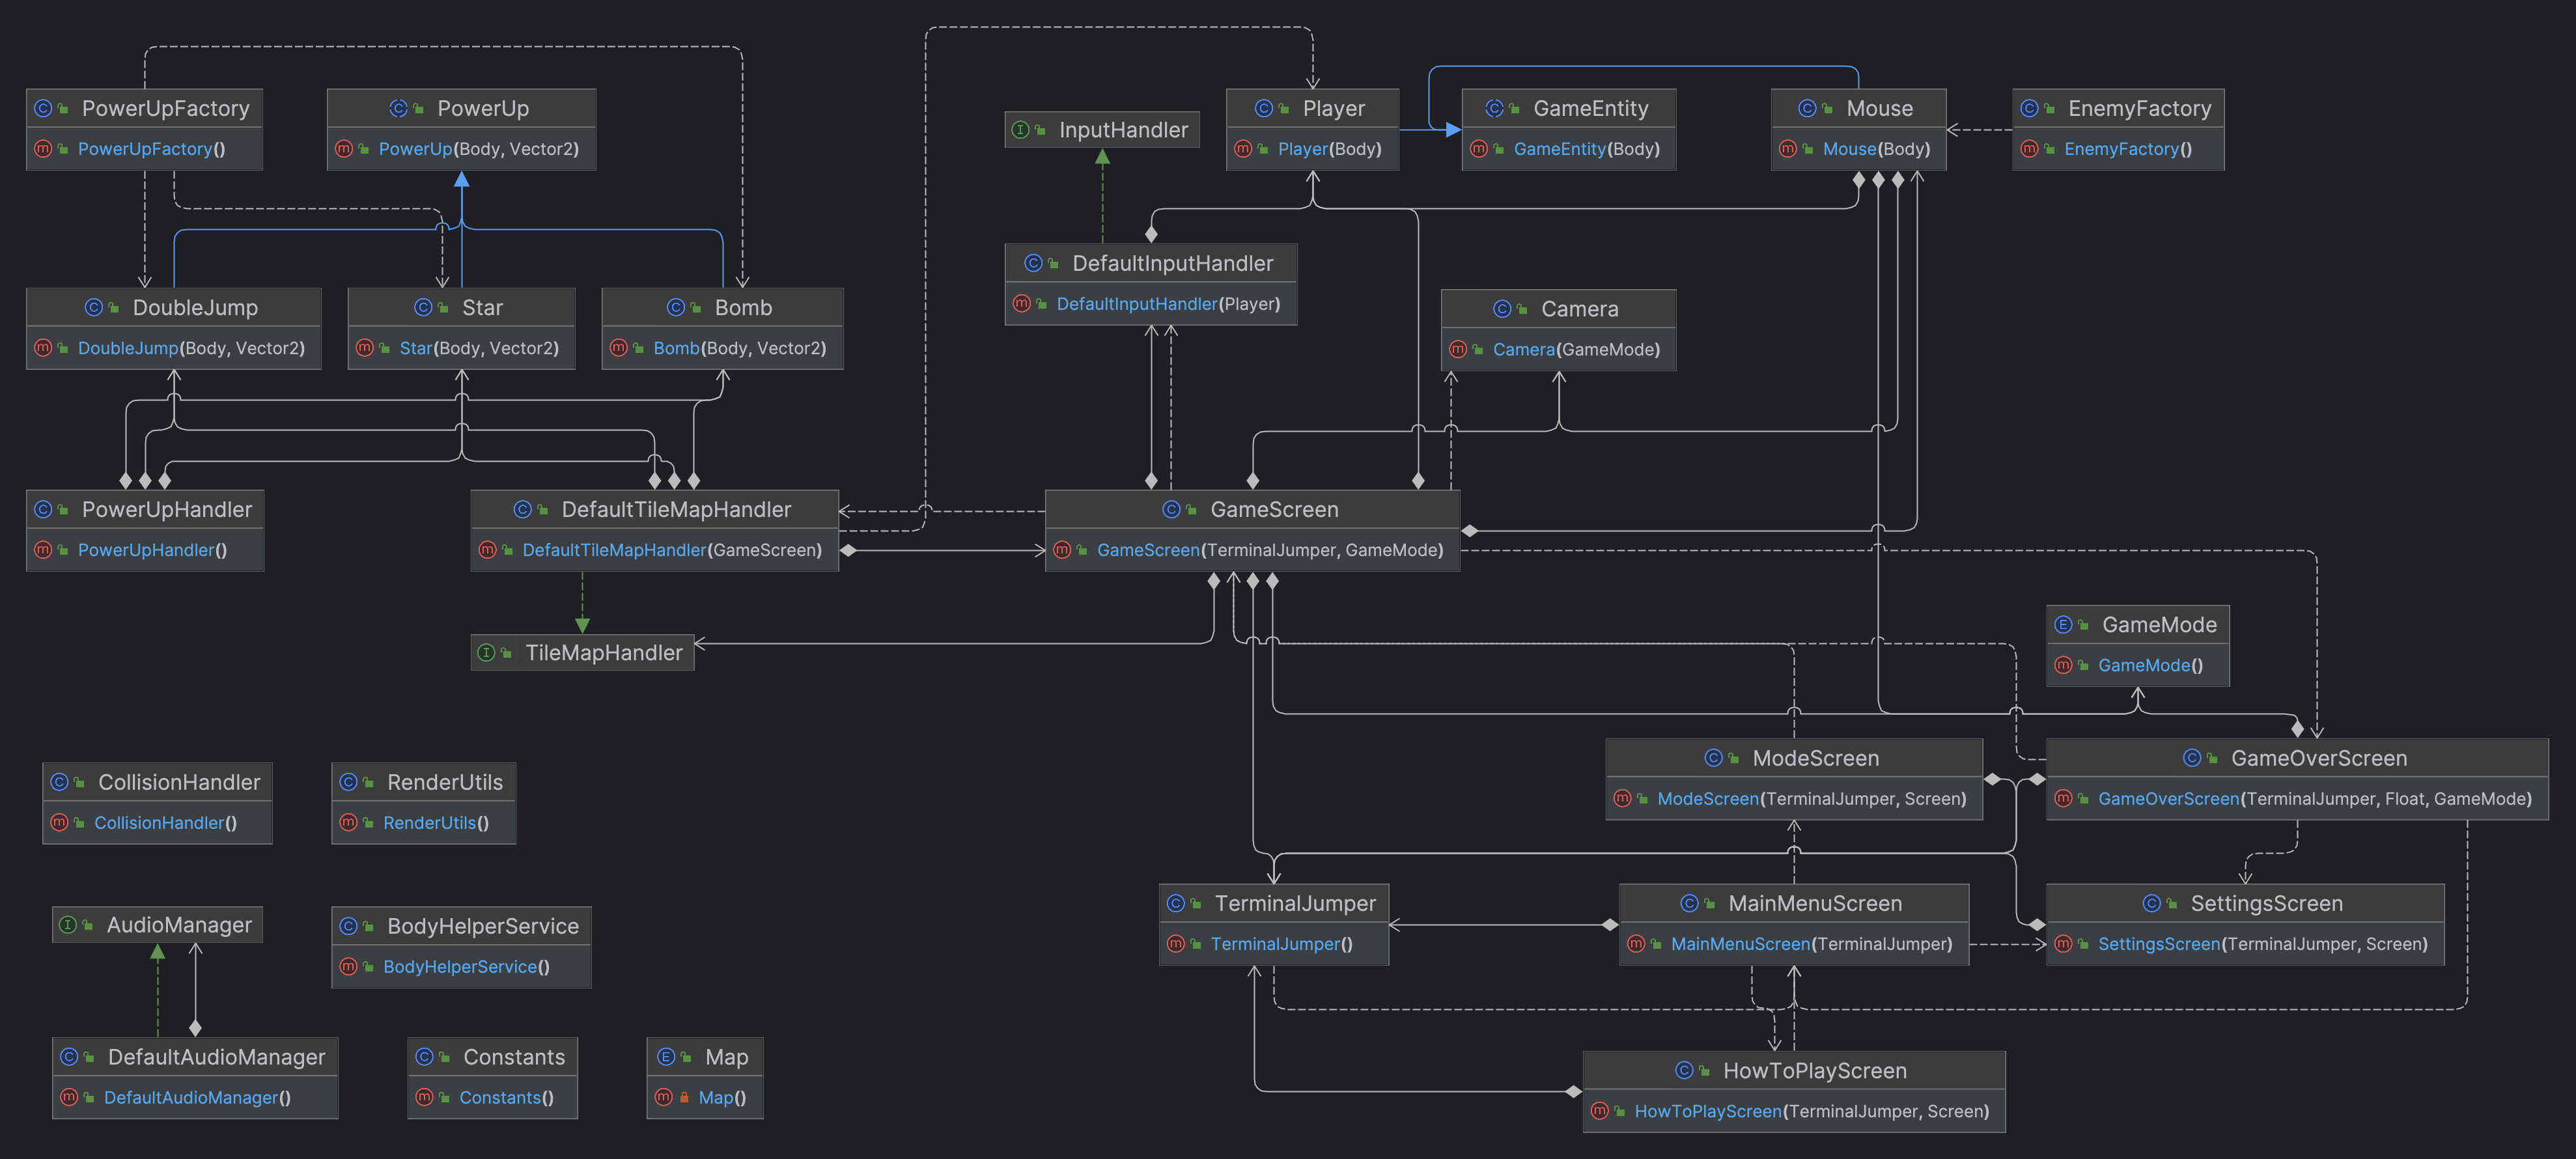 PowerUpFactory
PowerUpFactory()
PowerUp
PowerUp(Body, Vector2)
InputHandler
Player
Player(Body)
GameEntity
GameEntity(Body)
Mouse
Mouse(Body)
EnemyFactory
EnemyFactory()
DefaultInputHandler
DefaultInputHandler(Player)
DoubleJump
DoubleJump(Body, Vector2)
Star
Star(Body, Vector2)
Bomb
Bomb(Body, Vector2)
Camera
Camera(GameMode)
PowerUpHandler
PowerUpHandler()
DefaultTileMapHandler
DefaultTileMapHandler(GameScreen)
GameScreen
GameScreen(TerminalJumper, GameMode)
TileMapHandler
GameMode
GameMode()
CollisionHandler
CollisionHandler()
RenderUtils
RenderUtils()
ModeScreen
ModeScreen(TerminalJumper, Screen)
GameOverScreen
GameOverScreen(TerminalJumper, Float, GameMode)
AudioManager
BodyHelperService
BodyHelperService()
TerminalJumper
TerminalJumper()
MainMenuScreen
MainMenuScreen(TerminalJumper)
SettingsScreen
SettingsScreen(TerminalJumper, Screen)
DefaultAudioManager
DefaultAudioManager()
Constants
Constants()
Map
Map()
HowToPlayScreen
HowToPlayScreen(TerminalJumper, Screen)